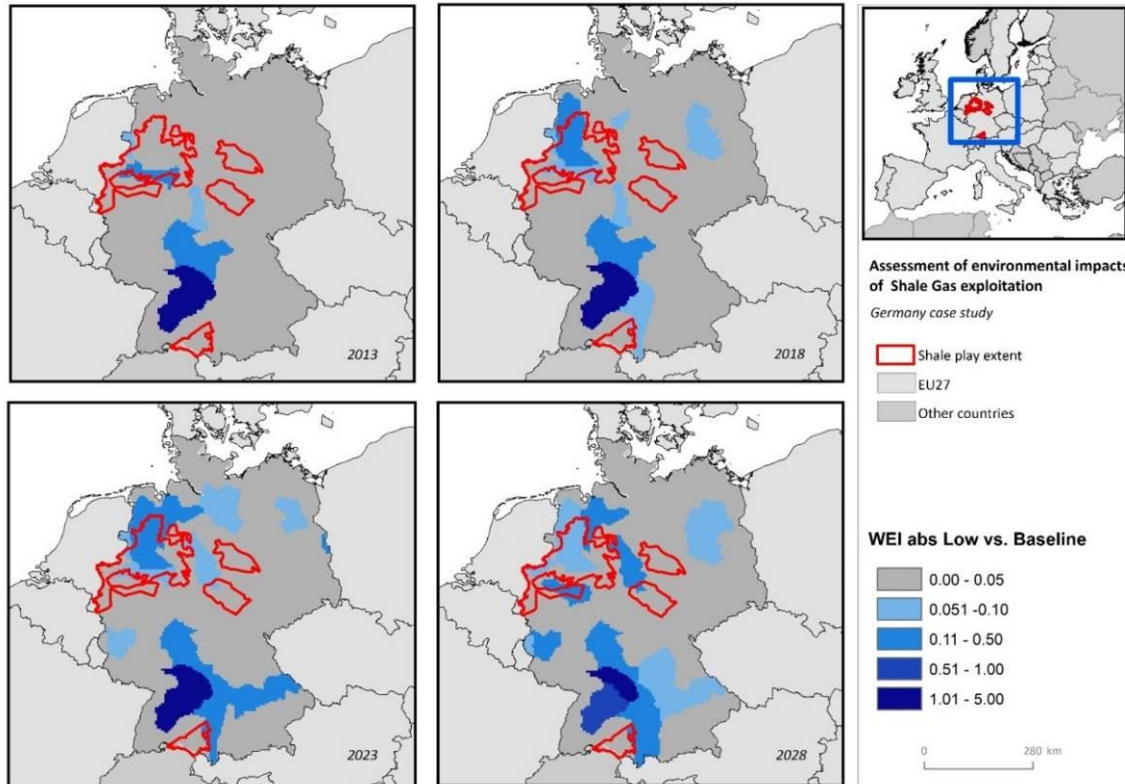 2013
2018
2023
2028
Assessment of environmental impacts
of Shale Gas exploitation
Germany case study
Shale play extent
EU27
Other countries
WEI abs Low vs. Baseline
0.00 - 0.05
0.051 -0.10
0.11 - 0.50
0.51 - 1.00
1.01 - 5.00
0 280 km